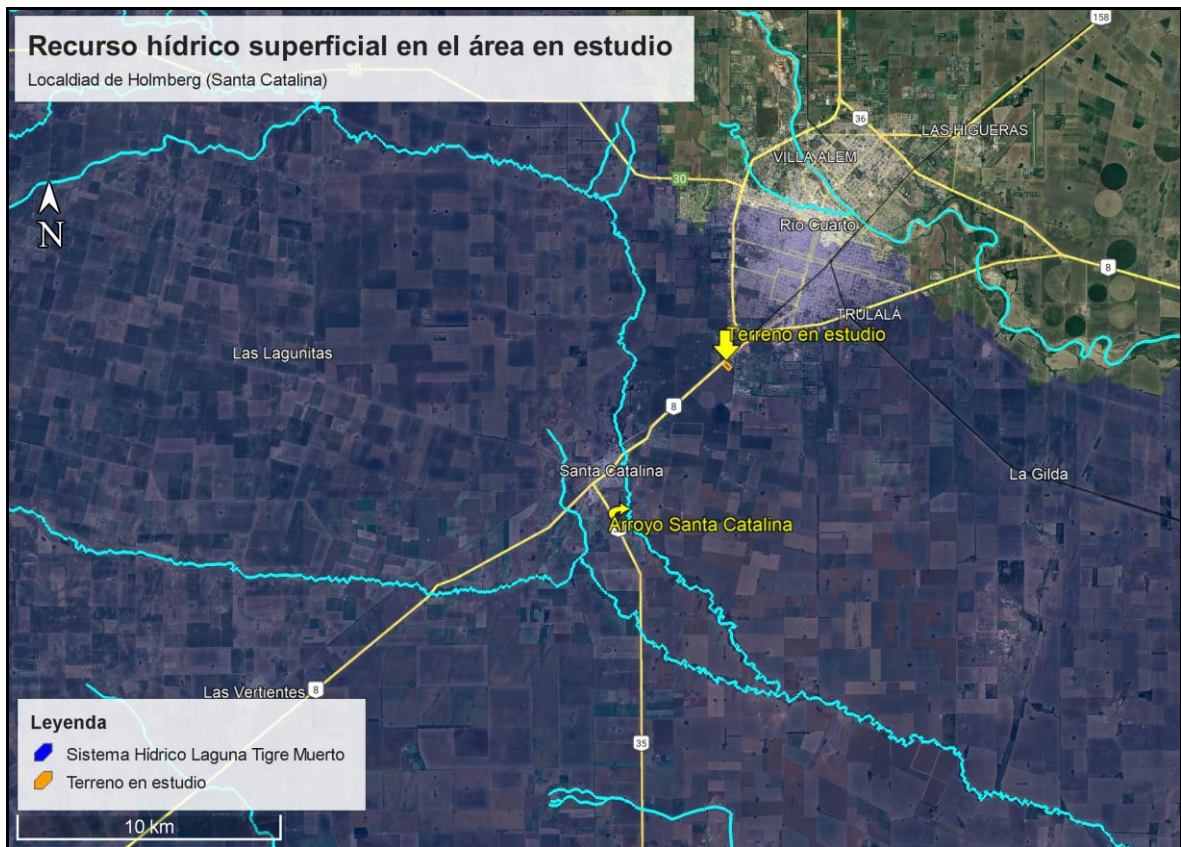 Recurso hídrico superficial en el área en estudio
Localdiad de Holmberg (Santa Catalina)
158
30
36
LAS HIGUERAS
VILLA ALEM
30
N
Río Cuarto
8
TRULALA
Terreno en estudio
Las Lagunitas
8
Santa Catalina
La Gilda
Arroyo Santa Catalina
Las Vertientes
8
35
Leyenda
Sistema Hídrico Laguna Tigre Muerto
Terreno en estudio
10 km